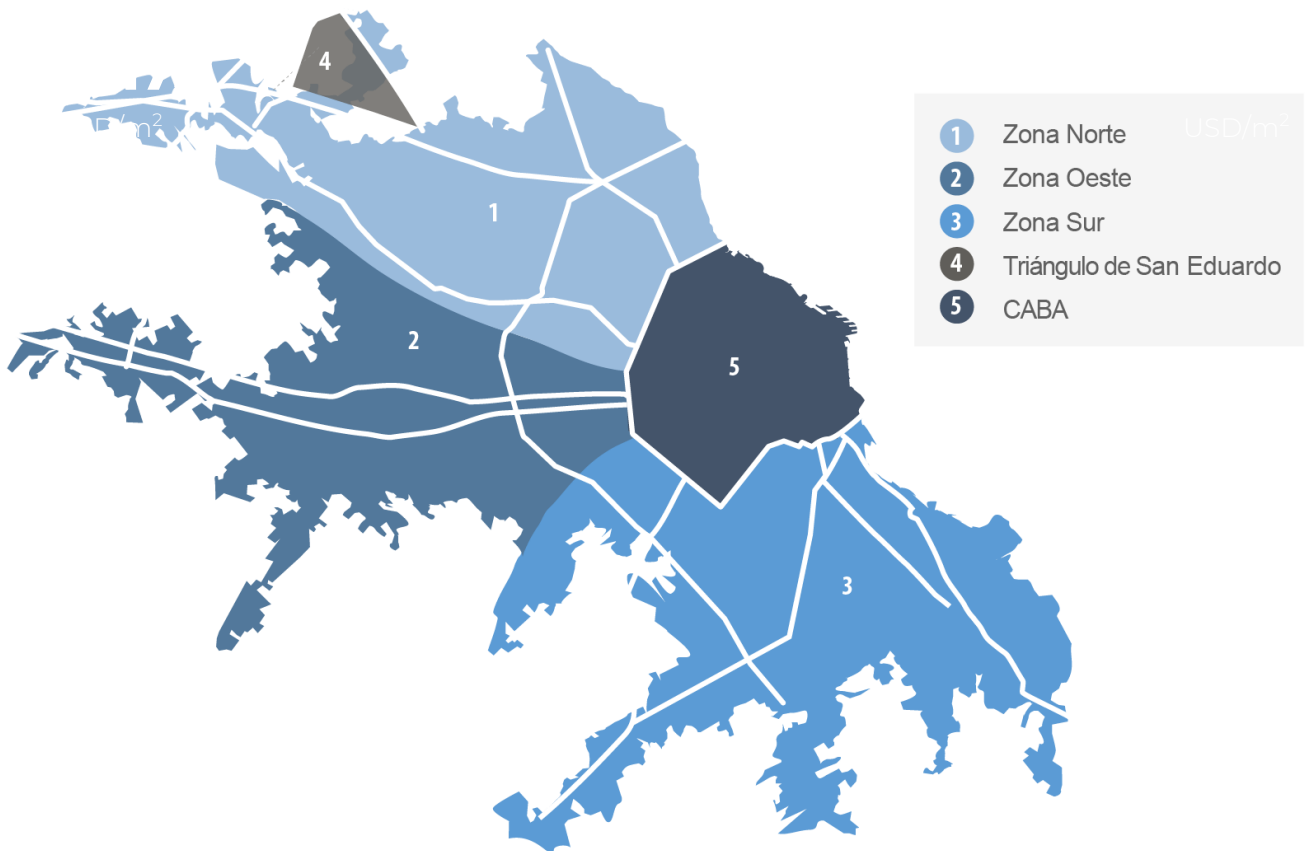 4
D/m²
1
2
5
3
USD/m²
1 Zona Norte
2 Zona Oeste
3 Zona Sur
4 Triángulo de San Eduardo
5 CABA